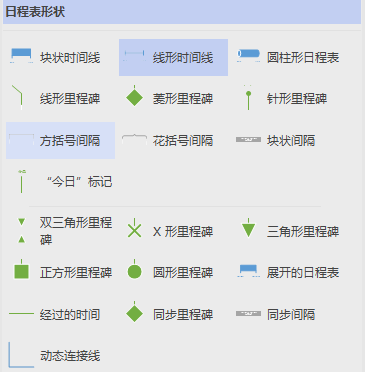 日程表形状
块状时间线 线形时间线 圆柱形日程表
线形里程碑 菱形里程碑 针形里程碑
方括号间隔 花括号间隔 块状间隔
“今日”标记
双三角形里程碑 X 形里程碑 三角形里程碑
正方形里程碑 圆形里程碑 展开的日程表
经过的时间 同步里程碑 同步间隔
动态连接线